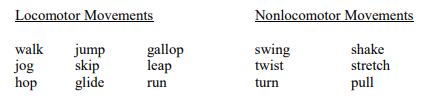 Locomotor Movements Nonlocomotor Movements
walk jump gallop swing shake
jog skip leap twist stretch
hop glide run turn pull